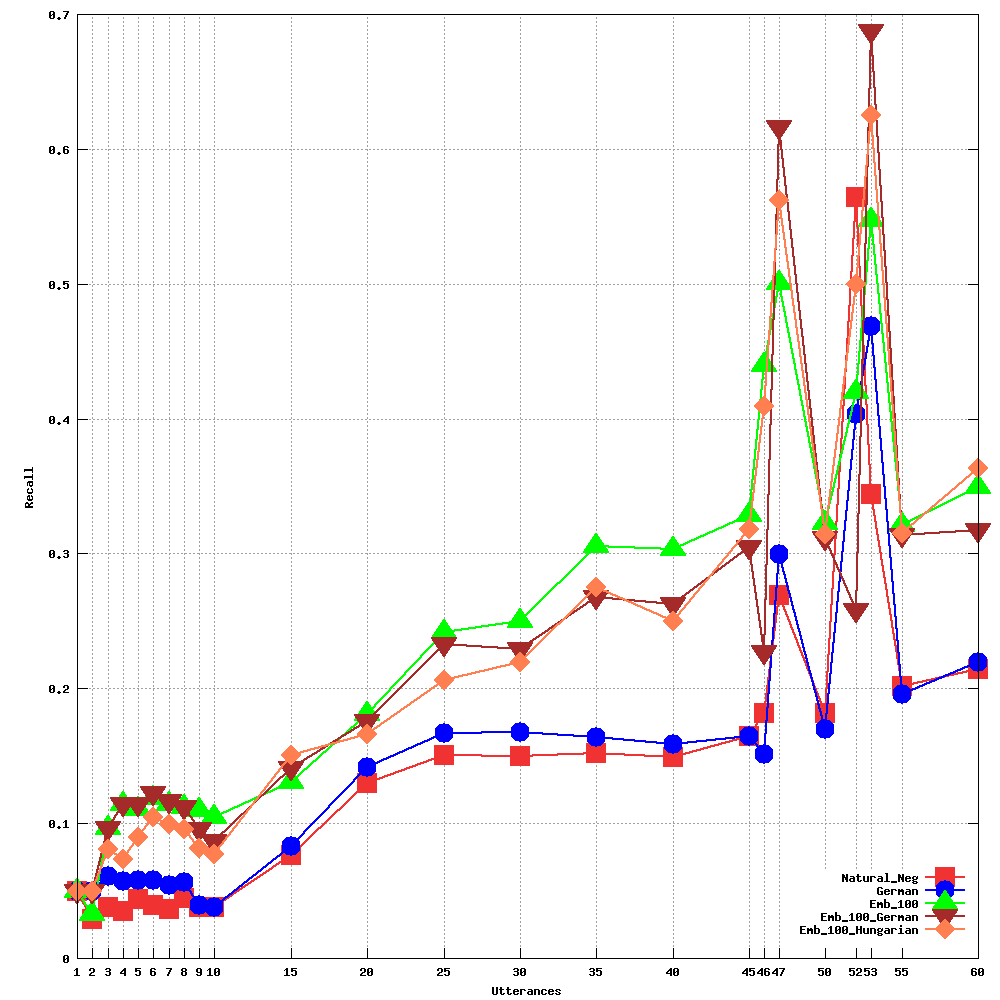 0.7
0.6
0.5
0.4
0.3
0.2
0.1
0
Recall
1 2 3 4 5 6 7 8 9 10 15 20 25 30 35 40 45 46 47 50 52 53 55 60
Utterances
Natural_Neg
German
Emb_100
Emb_100_German
Emb_100_Hungarian